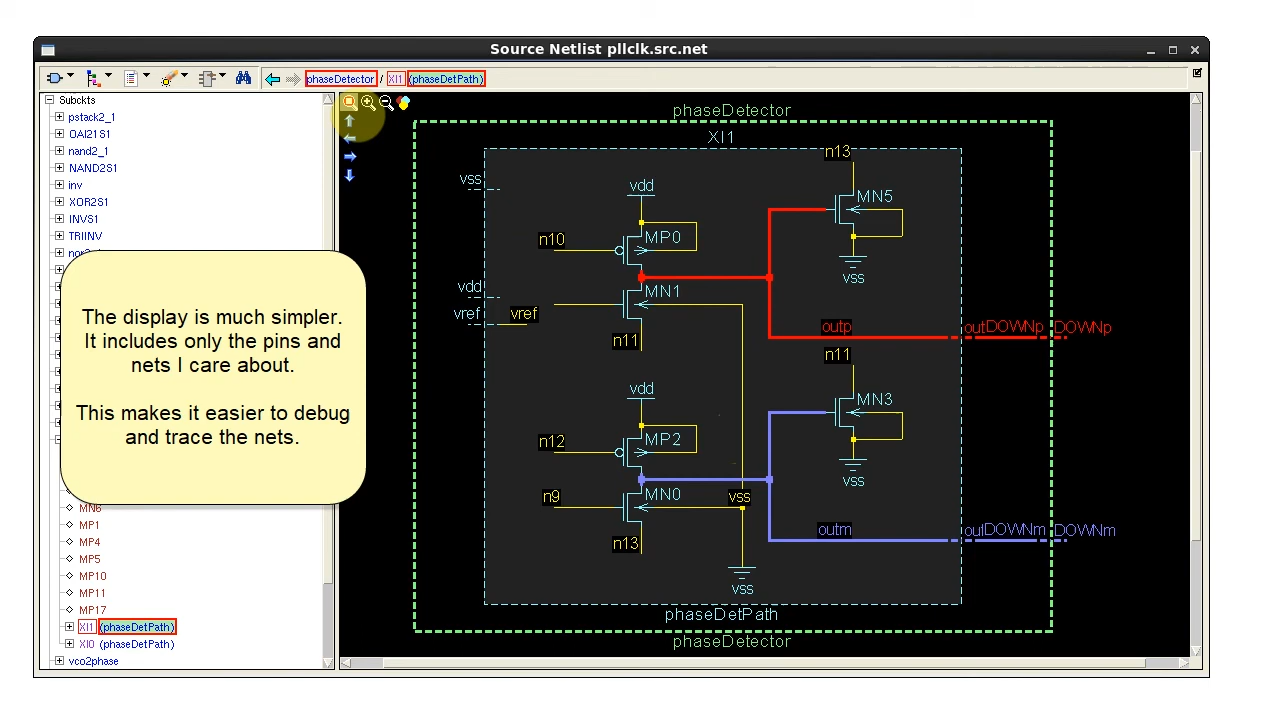 Source Netlist pllclk.src.net
phaseDetector / XI1 (phaseDetPath)
Subckts
pstack2_1
OAI21S1
nand2_1
NAND2S1
inv
XOR2S1
INVS1
TRIINV
The display is much simpler.
It includes only the pins and
nets I care about.
This makes it easier to debug
and trace the nets.
MN6
MP1
MP4
MP5
MP10
MP11
MP17
XI1 (phaseDetPath)
XI0 (phaseDetPath)
vco2phase
phaseDetector
XI1
n13
vss
vdd
MN5
n10
MP0
vss
vdd
MN1
vref
vref
n11
outp
outDOWNp
DOWNp
n11
vdd
MN3
n12
MP2
vss
n9
MN0
vss
outm
outDOWNm
DOWNm
n13
vss
phaseDetPath
phaseDetector